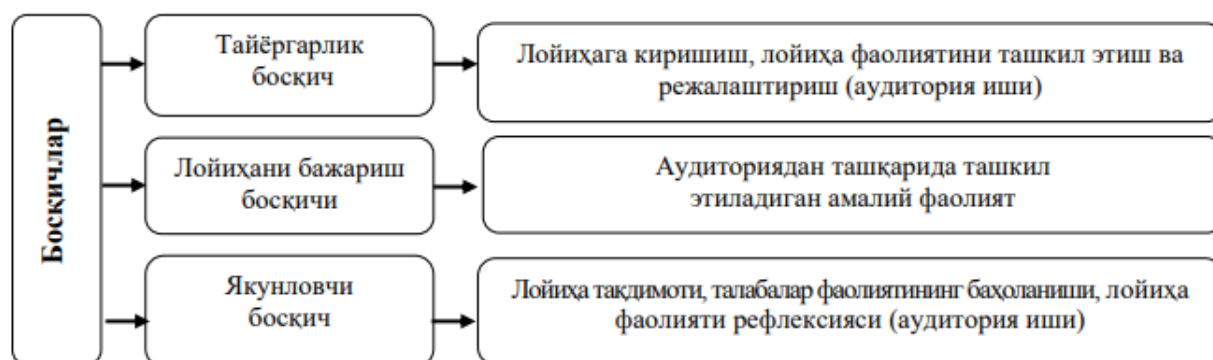 Босқичлар
Тайёргарлик
босқич
Лойиҳага киришиш, лойиҳа фаолиятини ташкил этиш ва
режалаштириш (аудитория иши)
Лойиҳани бажариш
босқичи
Аудиториядан ташқарида ташкил
этиладиган амалий фаолият
Якунловчи
босқич
Лойиҳа тақдимоти, талабалар фаолиятининг баҳоланиши, лойиҳа
фаолияти рефлексияси (аудитория иши)